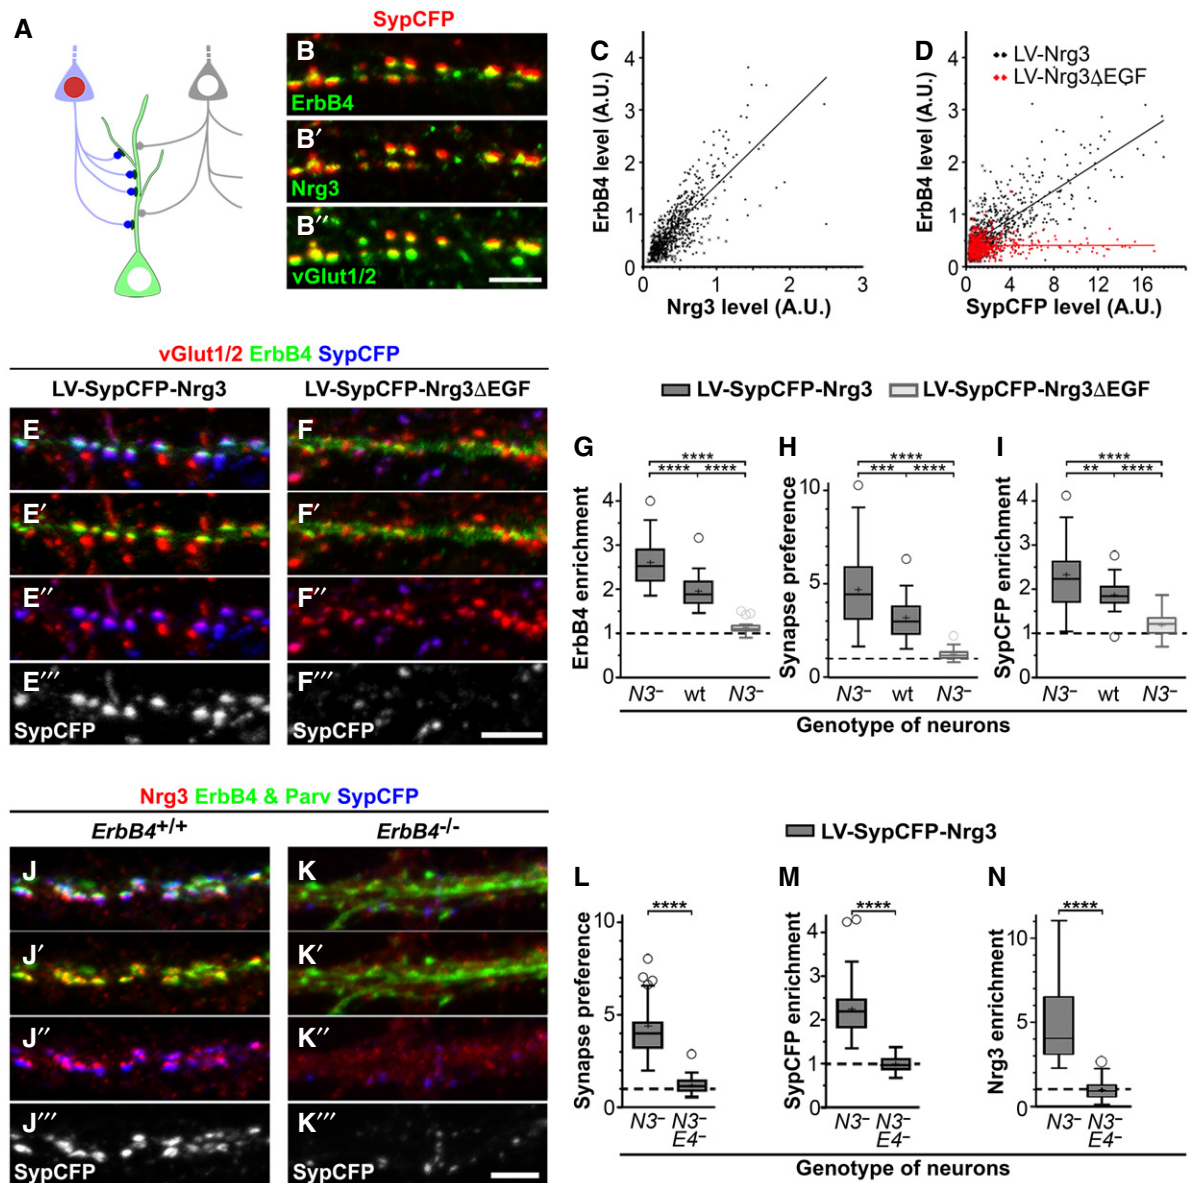 A
SypCFP
B
ErbB4
B′
Nrg3
B″
vGlut1/2
C
ErbB4 level (A.U.)
4
3
2
1
0
0 1 2 3
Nrg3 level (A.U.)
D
LV-Nrg3
LV-Nrg3ΔEGF
ErbB4 level (A.U.)
4
3
2
1
0
0 4 8 12 16
SypCFP level (A.U.)
vGlut1/2 ErbB4 SypCFP
LV-SypCFP-Nrg3
LV-SypCFP-Nrg3ΔEGF
E
E′
E″
E‴
SypCFP
F
F′
F″
F‴
LV-SypCFP-Nrg3
LV-SypCFP-Nrg3ΔEGF
G
****
**** ****
ErbB4 enrichment
4
3
2
1
0
N3- wt N3-
H
****
*** ****
Synapse preference
10
5
0
N3- wt N3-
I
****
** ****
SypCFP enrichment
4
3
2
1
0
N3- wt N3-
Genotype of neurons
Nrg3 ErbB4 & Parv SypCFP
ErbB4+/+
ErbB4-/-
J
J′
J″
J‴
SypCFP
K
K′
K″
K‴
SypCFP
LV-SypCFP-Nrg3
L
****
Synapse preference
10
5
0
N3- N3-
E4-
M
****
SypCFP enrichment
4
3
2
1
0
N3- N3-
E4-
N
****
Nrg3 enrichment
10
5
1
0
N3- N3-
E4-
Genotype of neurons